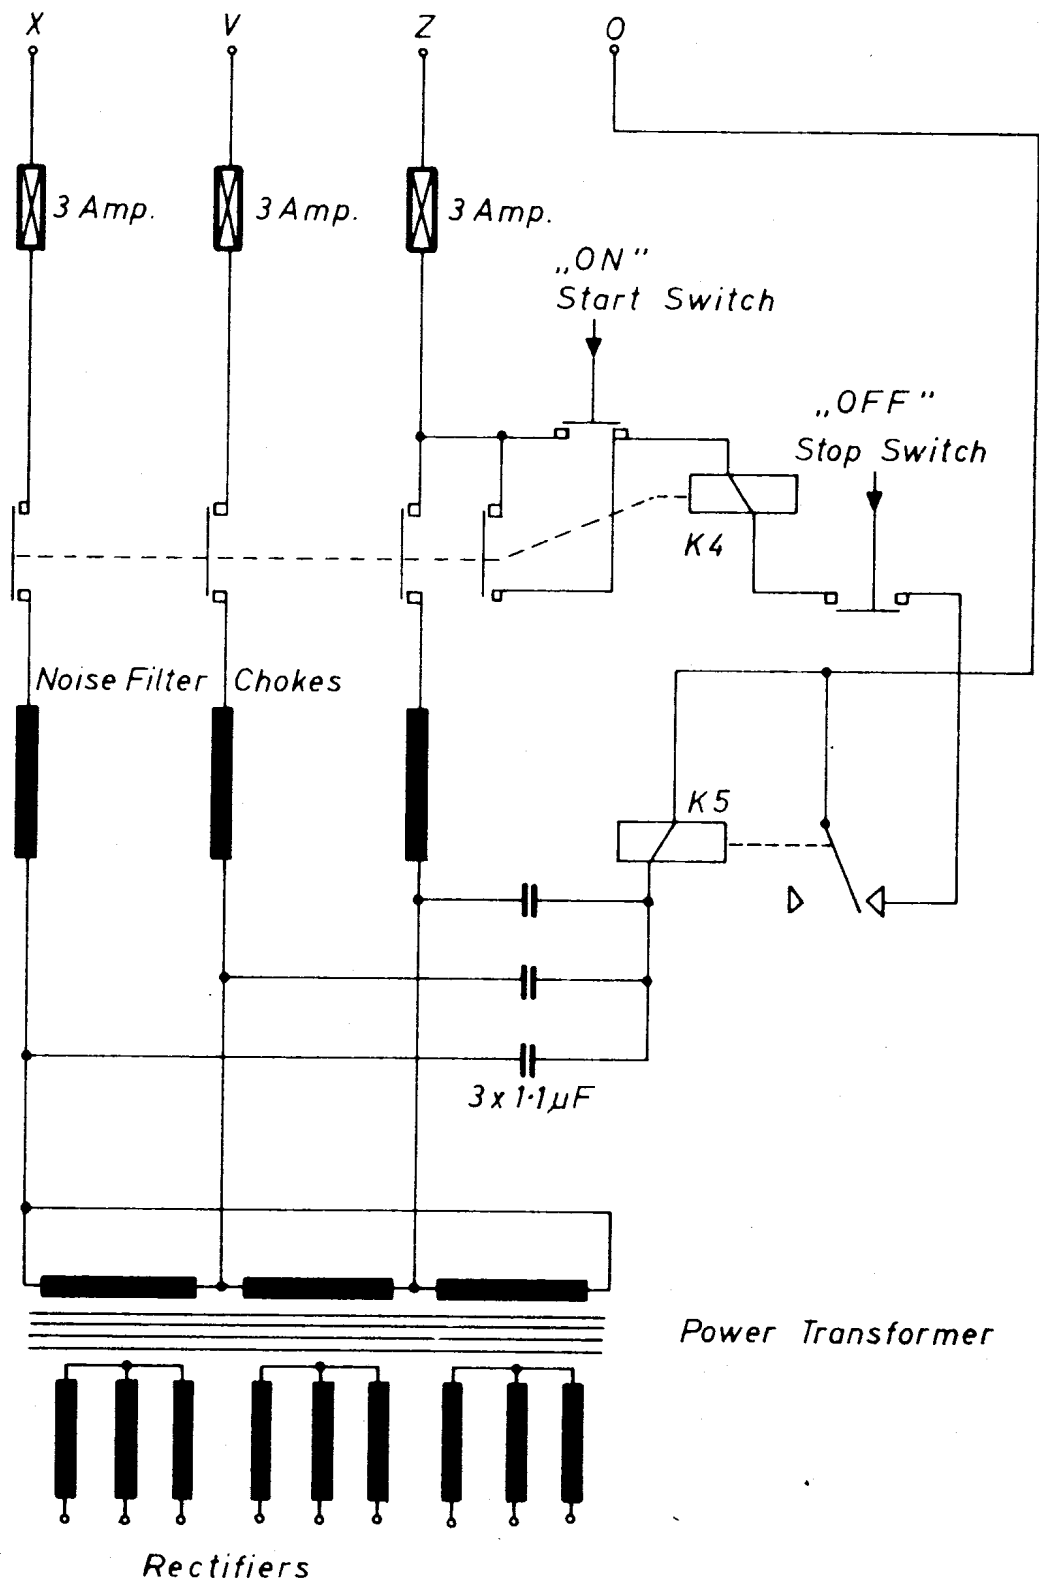 X V Z O
3 Amp. 3 Amp. 3 Amp.
„ON"
Start Switch
„OFF"
Stop Switch
K4
Noise Filter Chokes
K5
3 x 1·1µF
Power Transformer
Rectifiers